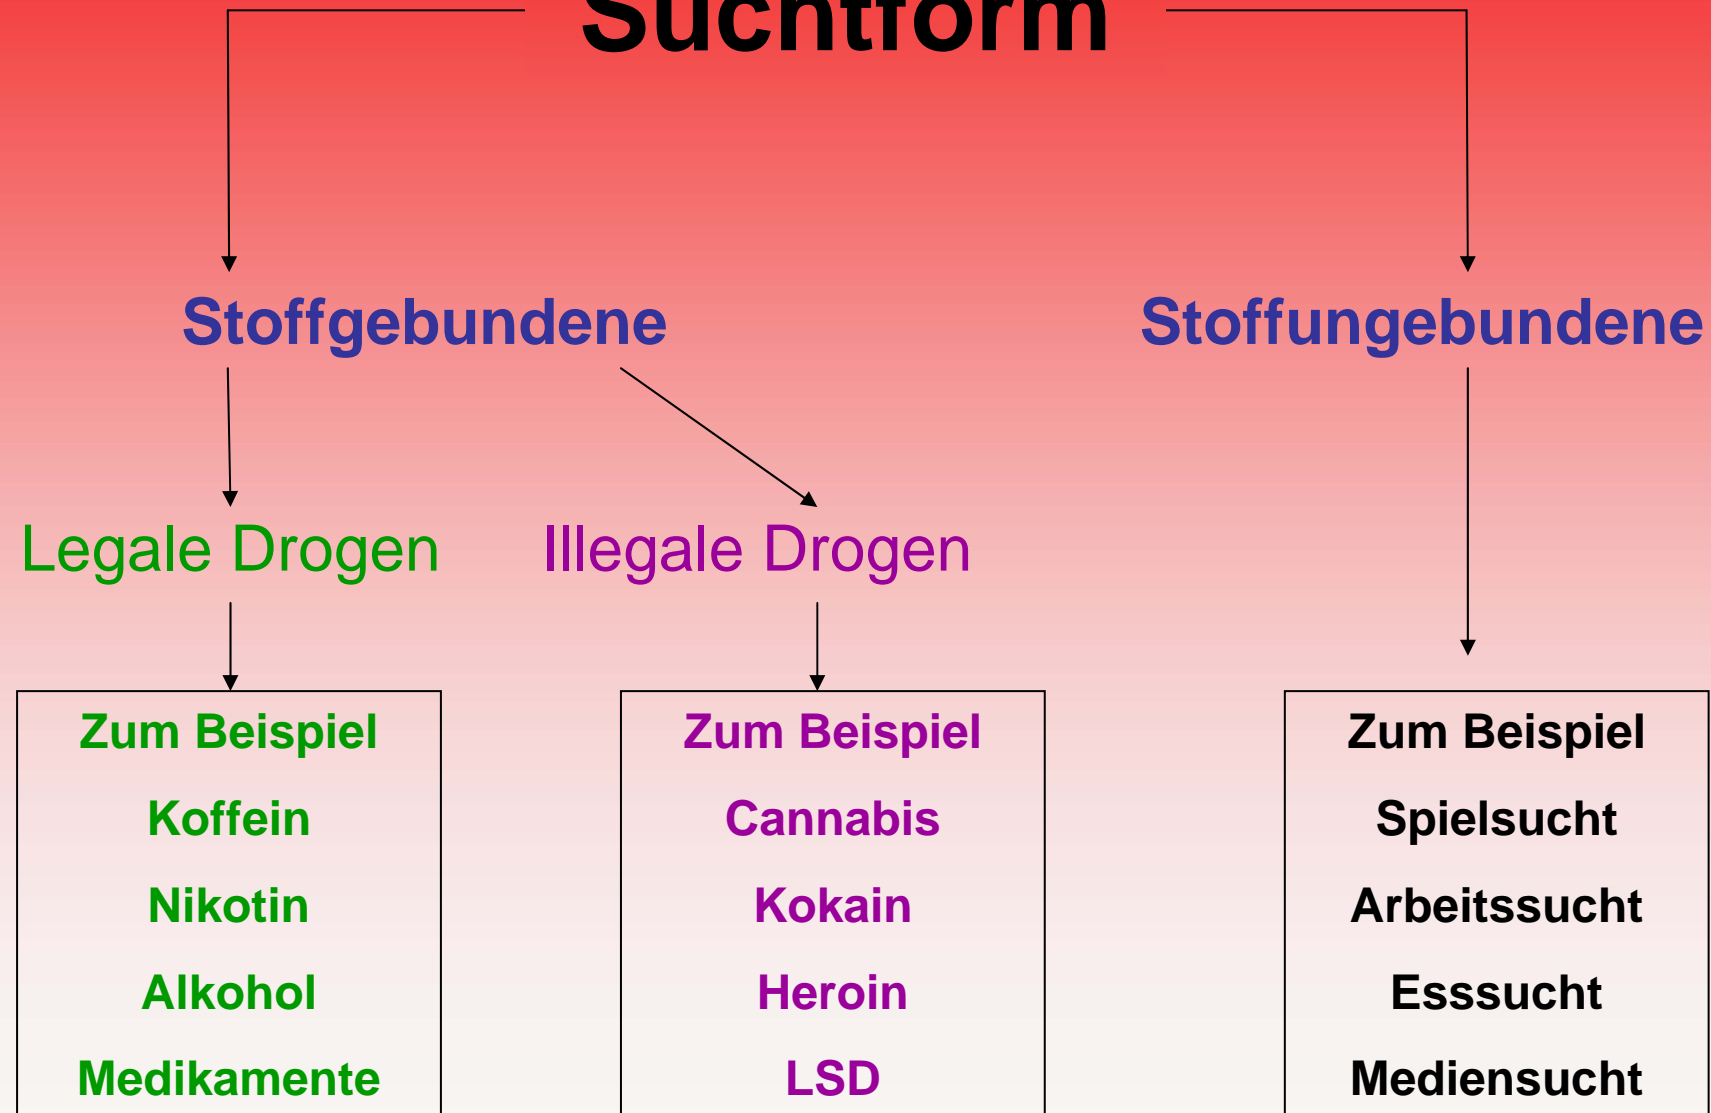 Suchtform
Stoffgebundene
Stoffungebundene
Legale Drogen
Illegale Drogen
Zum Beispiel
Koffein
Nikotin
Alkohol
Medikamente
Zum Beispiel
Cannabis
Kokain
Heroin
LSD
Zum Beispiel
Spielsucht
Arbeitssucht
Esssucht
Mediensucht